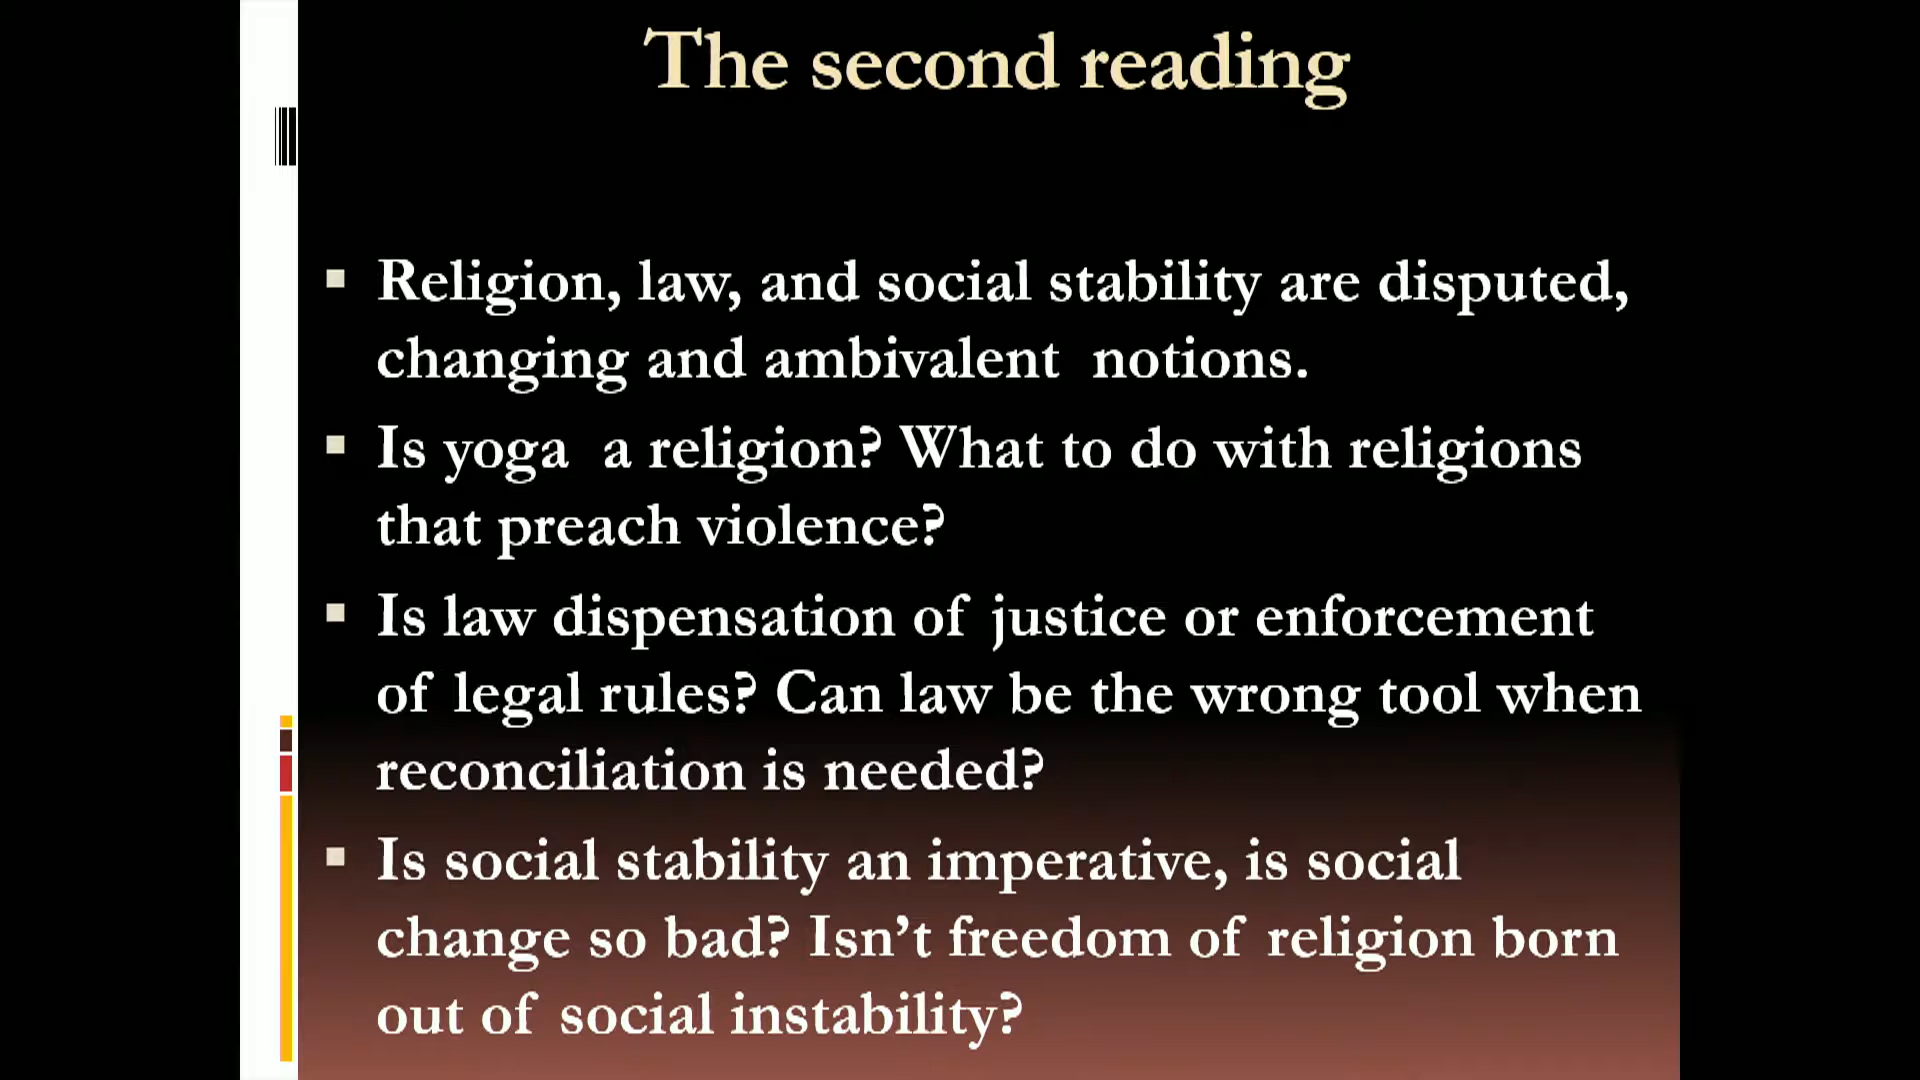 The second reading
▪ Religion, law, and social stability are disputed,
changing and ambivalent notions.
▪ Is yoga a religion? What to do with religions
that preach violence?
▪ Is law dispensation of justice or enforcement
of legal rules? Can law be the wrong tool when
reconciliation is needed?
▪ Is social stability an imperative, is social
change so bad? Isn’t freedom of religion born
out of social instability?